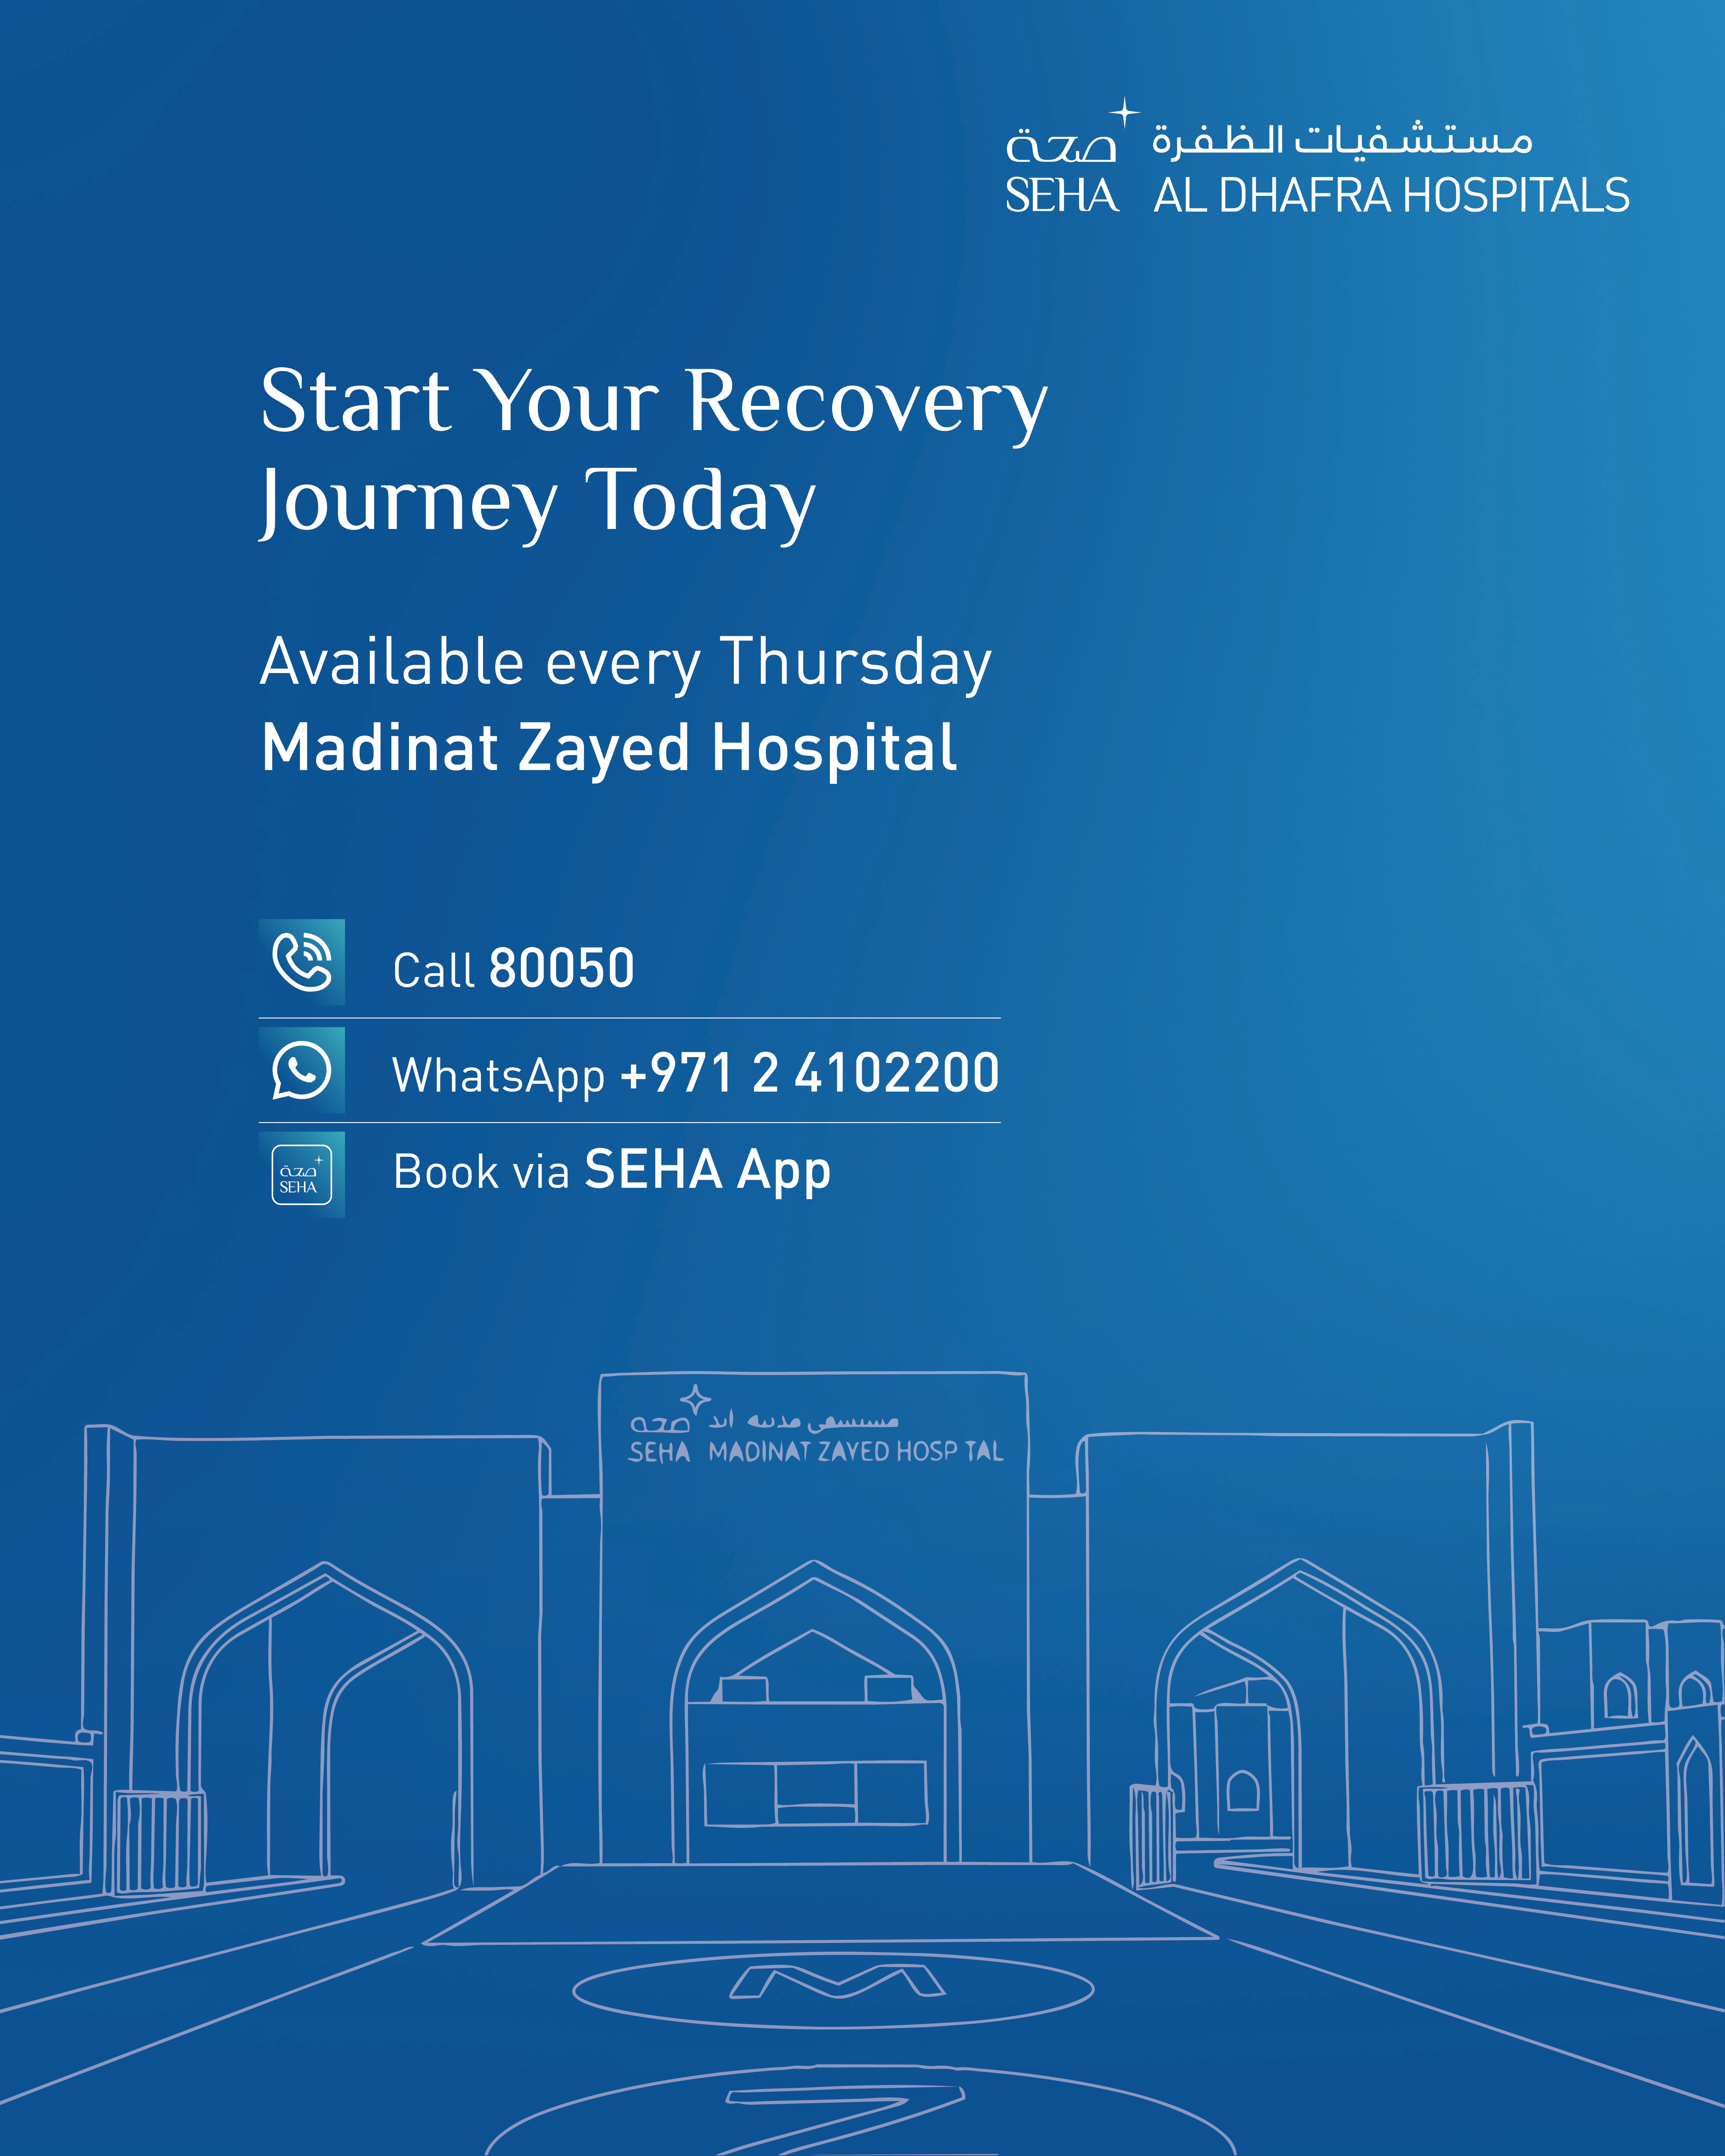 صحة
مستشفيات الظفرة
SEHA
AL DHAFRA HOSPITALS
Start Your Recovery
Journey Today
Available every Thursday
Madinat Zayed Hospital
Call 80050
WhatsApp +971 2 4102200
صحة
SEHA
Book via SEHA App
SEHA MADINAT ZAYED HOSP TAL
M
Z